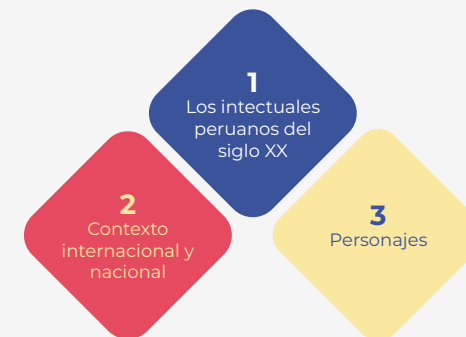 1
Los intectuales
peruanos del
siglo XX
2
Contexto
internacional y
nacional
3
Personajes